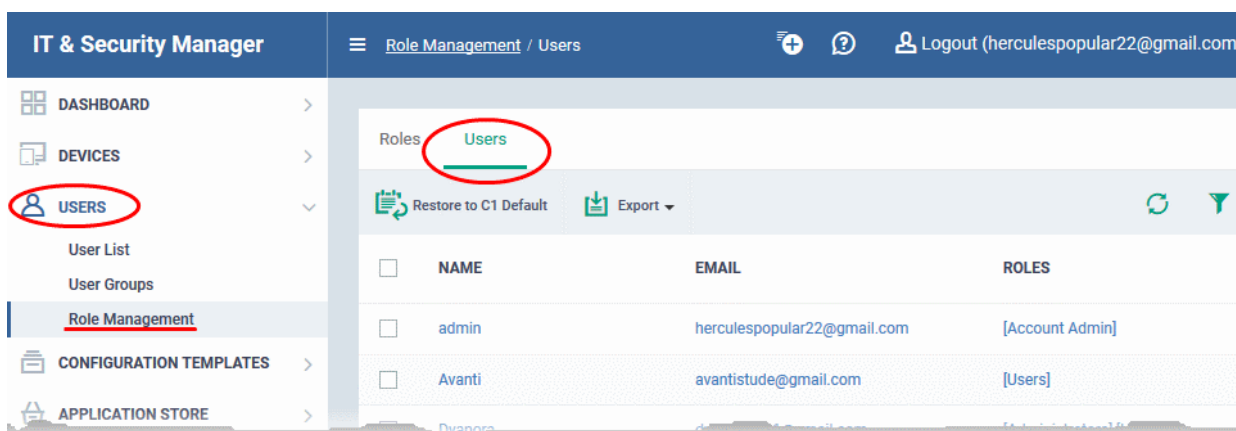 IT & Security Manager
Role Management / Users
Logout (herculespopular22@gmail.com
DASHBOARD
DEVICES
USERS
User List
User Groups
Role Management
CONFIGURATION TEMPLATES
APPLICATION STORE
Roles Users
Restore to C1 Default Export
NAME EMAIL ROLES
admin herculespopular22@gmail.com [Account Admin]
Avanti avantistude@gmail.com [Users]